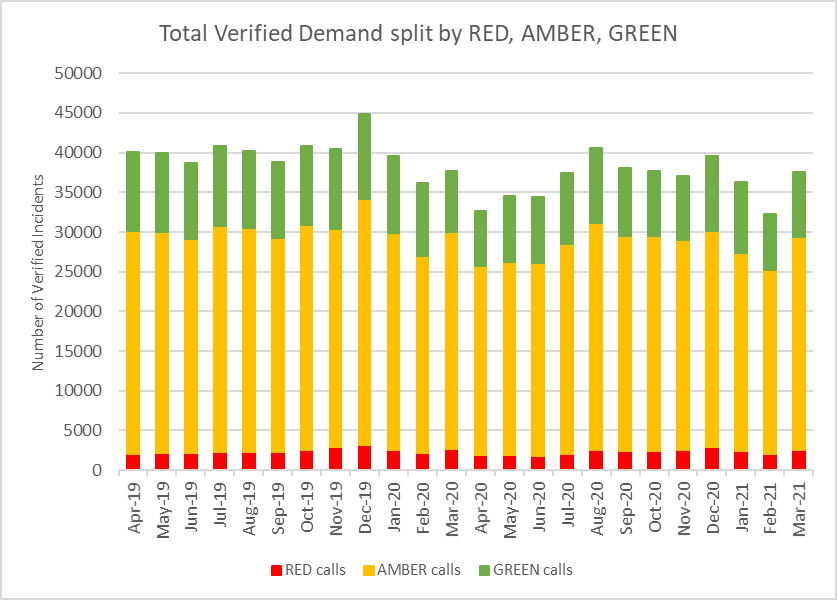 Total Verified Demand split by RED, AMBER, GREEN
Number of Verified Incidents
50000
45000
40000
35000
30000
25000
20000
15000
10000
5000
0
Apr-19
May-19
Jun-19
Jul-19
Aug-19
Sep-19
Oct-19
Nov-19
Dec-19
Jan-20
Feb-20
Mar-20
Apr-20
May-20
Jun-20
Jul-20
Aug-20
Sep-20
Oct-20
Nov-20
Dec-20
Jan-21
Feb-21
Mar-21
RED calls AMBER calls GREEN calls